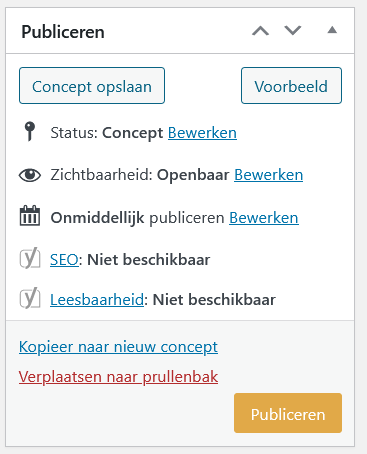 Publiceren
Concept opslaan Voorbeeld
Status: Concept Bewerken
Zichtbaarheid: Openbaar Bewerken
Onmiddelijk publiceren Bewerken
SEO: Niet beschikbaar
Leesbaarheid: Niet beschikbaar
Kopieer naar nieuw concept
Verplaatsen naar prullenbak
Publiceren